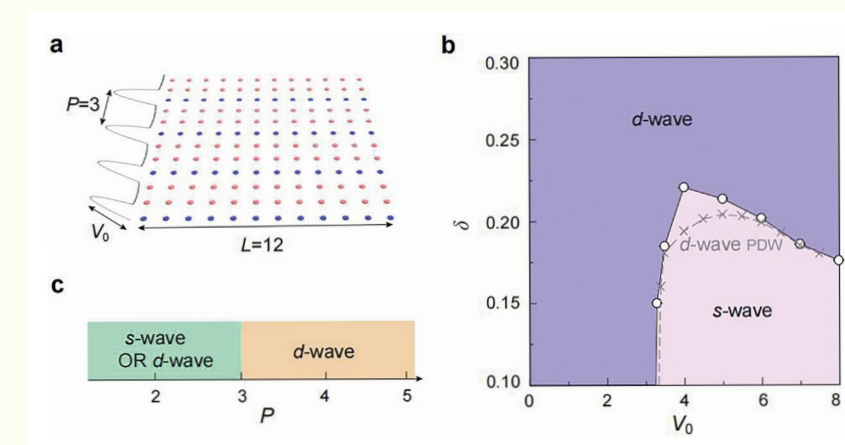 a
P=3
V₀
L=12
b
0.30
0.25
0.20
0.15
0.10
δ
d-wave
d-wave PDW
s-wave
0 2 4 6 8
V₀
c
s-wave
OR d-wave
d-wave
2 3 4 5
P